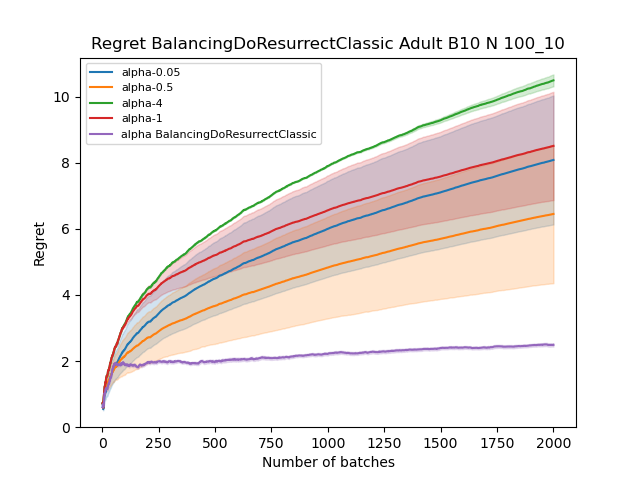 Regret BalancingDoResurrectClassic Adult B10 N 100_10
alpha-0.05
alpha-0.5
alpha-4
alpha-1
alpha BalancingDoResurrectClassic
Regret
10
8
6
4
2
0
0 250 500 750 1000 1250 1500 1750 2000
Number of batches